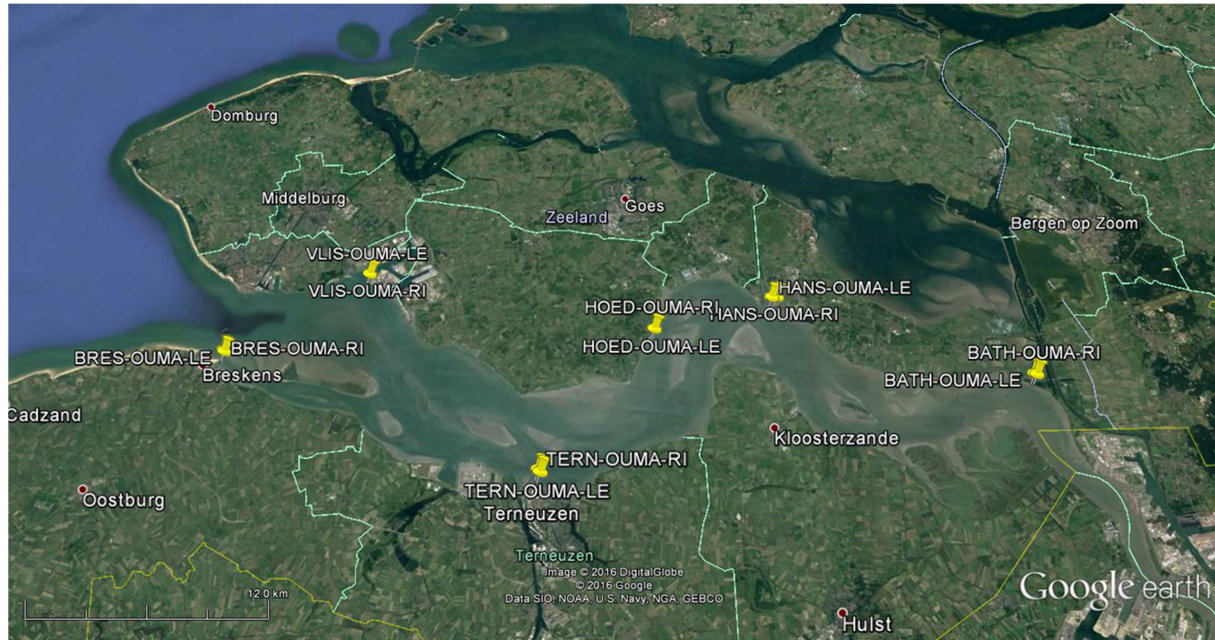 Domburg
Middelburg
Goes
Zeeland
Bergen op Zoom
VLIS-OUMA-LE
VLIS-OUMA-RI
HANS-OUMA-LE
HOED-OUMA-RI
HANS-OUMA-RI
HOED-OUMA-LE
BRES-OUMA-RI
BRES-OUMA-LE
BATH-OUMA-RI
Breskens
BATH-OUMA-LE
Cadzand
Kloosterzande
TERN-OUMA-RI
TERN-OUMA-LE
Oostburg
Terneuzen
Terneuzen
Image © 2016 DigitalGlobe
© 2016 Google
Data SIO, NOAA, U.S. Navy, NGA, GEBCO
12.0 km
Google earth
Hulst